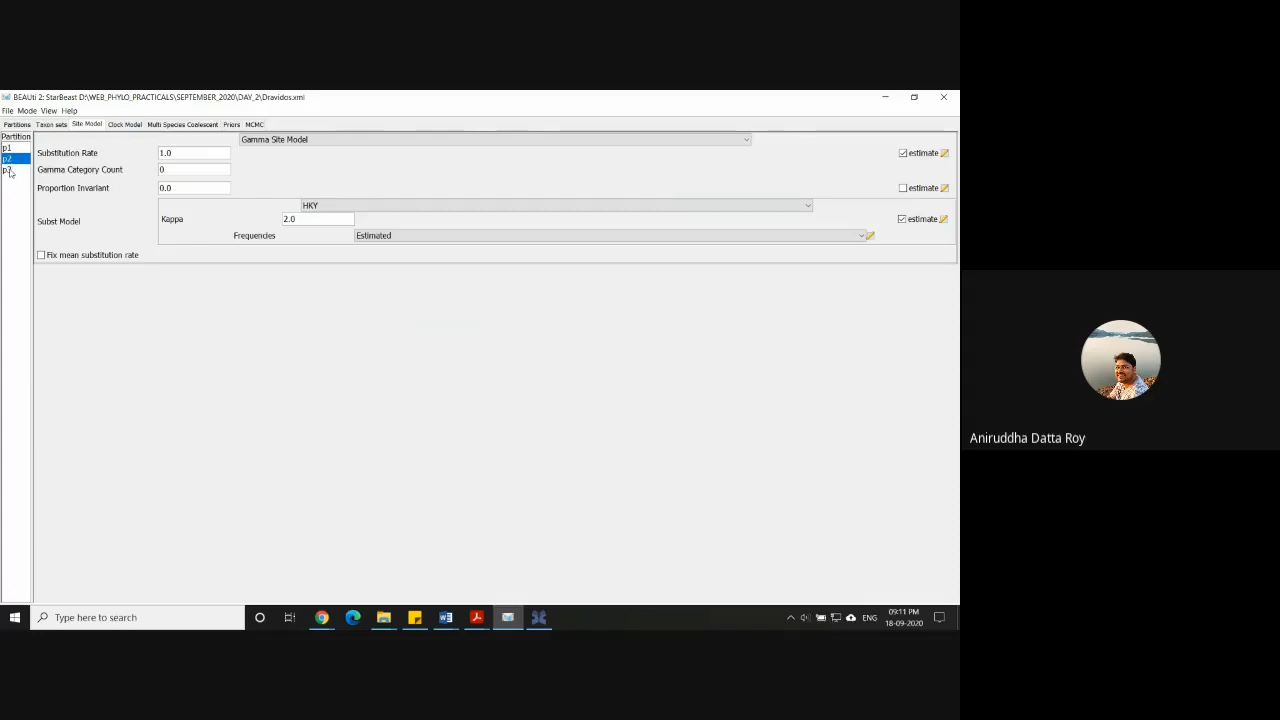 BEAUti 2: StarBeast D:\WEB_PHYLO_PRACTICALS\SEPTEMBER_2020\DAY_2\Dravidos.xml
File Mode View Help
Partitions Taxon sets Site Model Clock Model Multi Species Coalescent Priors MCMC
Partition
p1
p2
Gamma Site Model
Substitution Rate 1.0 estimate
Gamma Category Count 0
Proportion Invariant 0.0 estimate
HKY
Subst Model Kappa 2.0 estimate
Frequencies Estimated
Fix mean substitution rate
Aniruddha Datta Roy
Type here to search
ENG
09:11 PM
18-09-2020